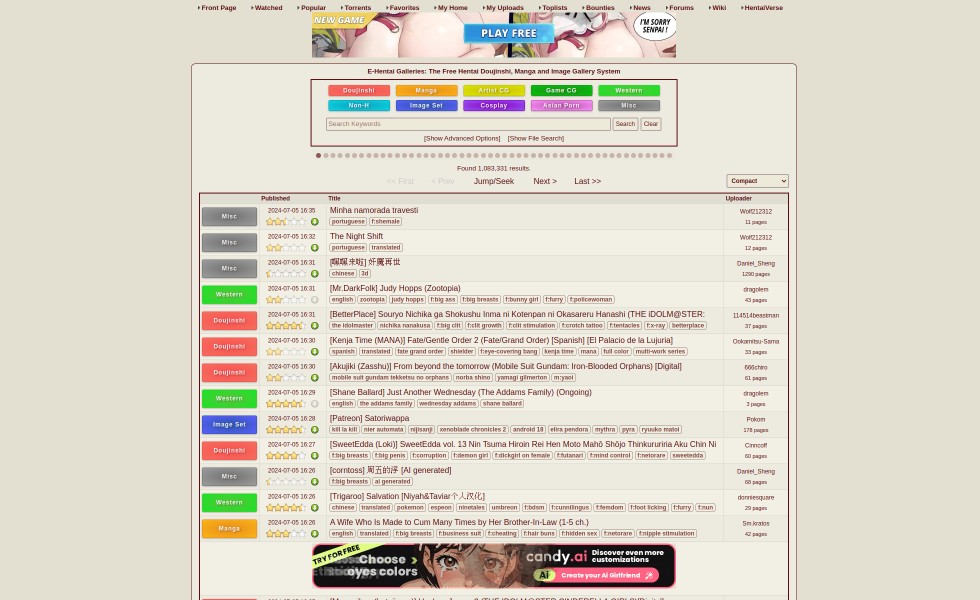 Front Page Watched Popular Torrents Favorites My Home My Uploads Toplists Bounties News Forums Wiki HentaiVerse
NEW GAME
PLAY FREE
I'M SORRY SENPAI !
E-Hentai Galleries: The Free Hentai Doujinshi, Manga and Image Gallery System
Doujinshi Manga Artist CG Game CG Western
Non-H Image Set Cosplay Asian Porn Misc
Search Keywords Search Clear
[Show Advanced Options] [Show File Search]
Found 1,083,331 results.
<< First < Prev Jump/Seek Next > Last >> Compact
Published Title Uploader
Misc 2024-07-05 16:35 Minha namorada travesti Wolf212312
portuguese f:shemale 11 pages
Misc 2024-07-05 16:32 The Night Shift Wolf212312
portuguese translated 12 pages
Misc 2024-07-05 16:31 Daniel_Sheng
chinese 3d 1290 pages
Western 2024-07-05 16:31 [Mr.DarkFolk] Judy Hopps (Zootopia) dragolem
english zootopia judy hopps f:big ass f:big breasts f:bunny girl f:furry f:policewoman 43 pages
Doujinshi 2024-07-05 16:31 [BetterPlace] Souryo Nichika ga Shokushu Inma ni Kotenpan ni Okasareru Hanashi (THE iDOLM@STER: 114514beastman
the idolmaster nichika nanakusa f:big clit f:clit growth f:clit stimulation f:crotch tattoo f:tentacles f:x-ray betterplace 37 pages
Doujinshi 2024-07-05 16:30 [Kenja Time (MANA)] Fate/Gentle Order 2 (Fate/Grand Order) [Spanish] [El Palacio de la Lujuria] Ookamitsu-Sama
spanish translated fate grand order shielder f:eye-covering bang kenja time mana full color multi-work series 33 pages
Doujinshi 2024-07-05 16:30 [Akujiki (Zasshu)] From beyond the tomorrow (Mobile Suit Gundam: Iron-Blooded Orphans) [Digital] 666chiro
mobile suit gundam tekketsu no orphans norba shino yamagi gilmerton m:yaoi 61 pages
Western 2024-07-05 16:29 [Shane Ballard] Just Another Wednesday (The Addams Family) (Ongoing) dragolem
english the addams family wednesday addams shane ballard 3 pages
Image Set 2024-07-05 16:28 [Patreon] Satoriwappa Pokom
kill la kill nier automata nijisanji xenoblade chronicles 2 android 18 elira pendora mythra pyra ryuuko matoi 178 pages
Doujinshi 2024-07-05 16:27 [SweetEdda (Loki)] SweetEdda vol. 13 Nin Tsuma Hiroin Rei Hen Moto Mahō Shōjo Thinkururiria Aku Chin Ni Cinncoff
f:big breasts f:big penis f:corruption f:demon girl f:dickgirl on female f:futanari f:mind control f:netorare sweetedda 60 pages
Misc 2024-07-05 16:26 [corntoss] 周五的浮 [AI generated] Daniel_Sheng
f:big breasts ai generated 68 pages
Western 2024-07-05 16:26 [Trigaroo] Salvation [Niyah&Taviar个人汉化] donniesquare
chinese translated pokemon espeon ninetales umbreon f:bdsm f:cunnilingus f:femdom f:foot licking f:furry f:nun 29 pages
Manga 2024-07-05 16:26 A Wife Who Is Made to Cum Many Times by Her Brother-In-Law (1-5 ch.) Sm.kratos
english translated f:big breasts f:business suit f:cheating f:hair buns f:hidden sex f:netorare f:nipple stimulation 42 pages
TRY FOR FREE
Choose
eyes colors
candy.ai
Discover even more customizations
Ai Create your AI Girlfriend